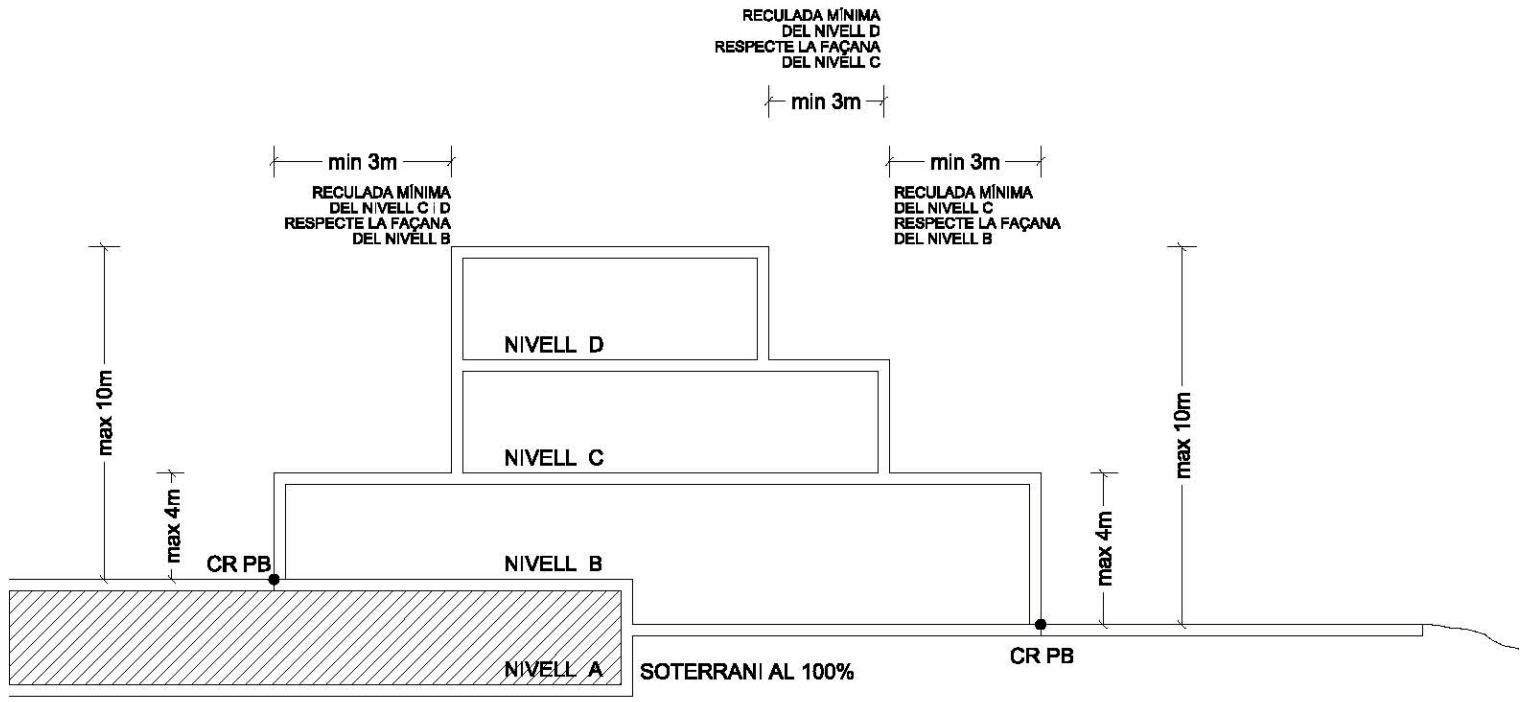 RECULADA MÍNIMA
DEL NIVELL D
RESPECTE LA FAÇANA
DEL NIVELL C
min 3m
min 3m
RECULADA MÍNIMA
DEL NIVELL C I D
RESPECTE LA FAÇANA
DEL NIVELL B
min 3m
RECULADA MÍNIMA
DEL NIVELL C
RESPECTE LA FAÇANA
DEL NIVELL B
max 10m
max 4m
NIVELL D
NIVELL C
NIVELL B
CR PB
NIVELL A
SOTERRANI AL 100%
max 10m
max 4m
CR PB